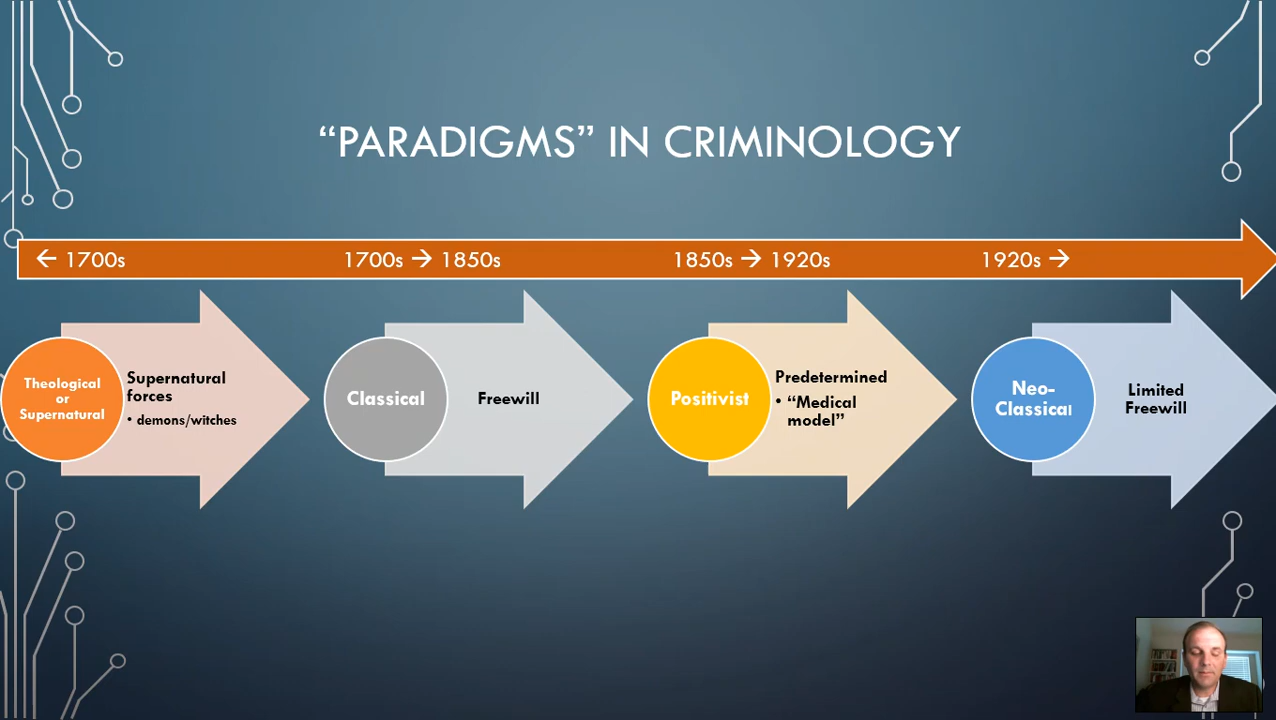 “PARADIGMS” IN CRIMINOLOGY
← 1700s
1700s → 1850s
1850s → 1920s
1920s →
Theological
or
Supernatural
Supernatural
forces
• demons/witches
Classical
Freewill
Positivist
Predetermined
• “Medical
model”
Neo-
Classical
Limited
Freewill